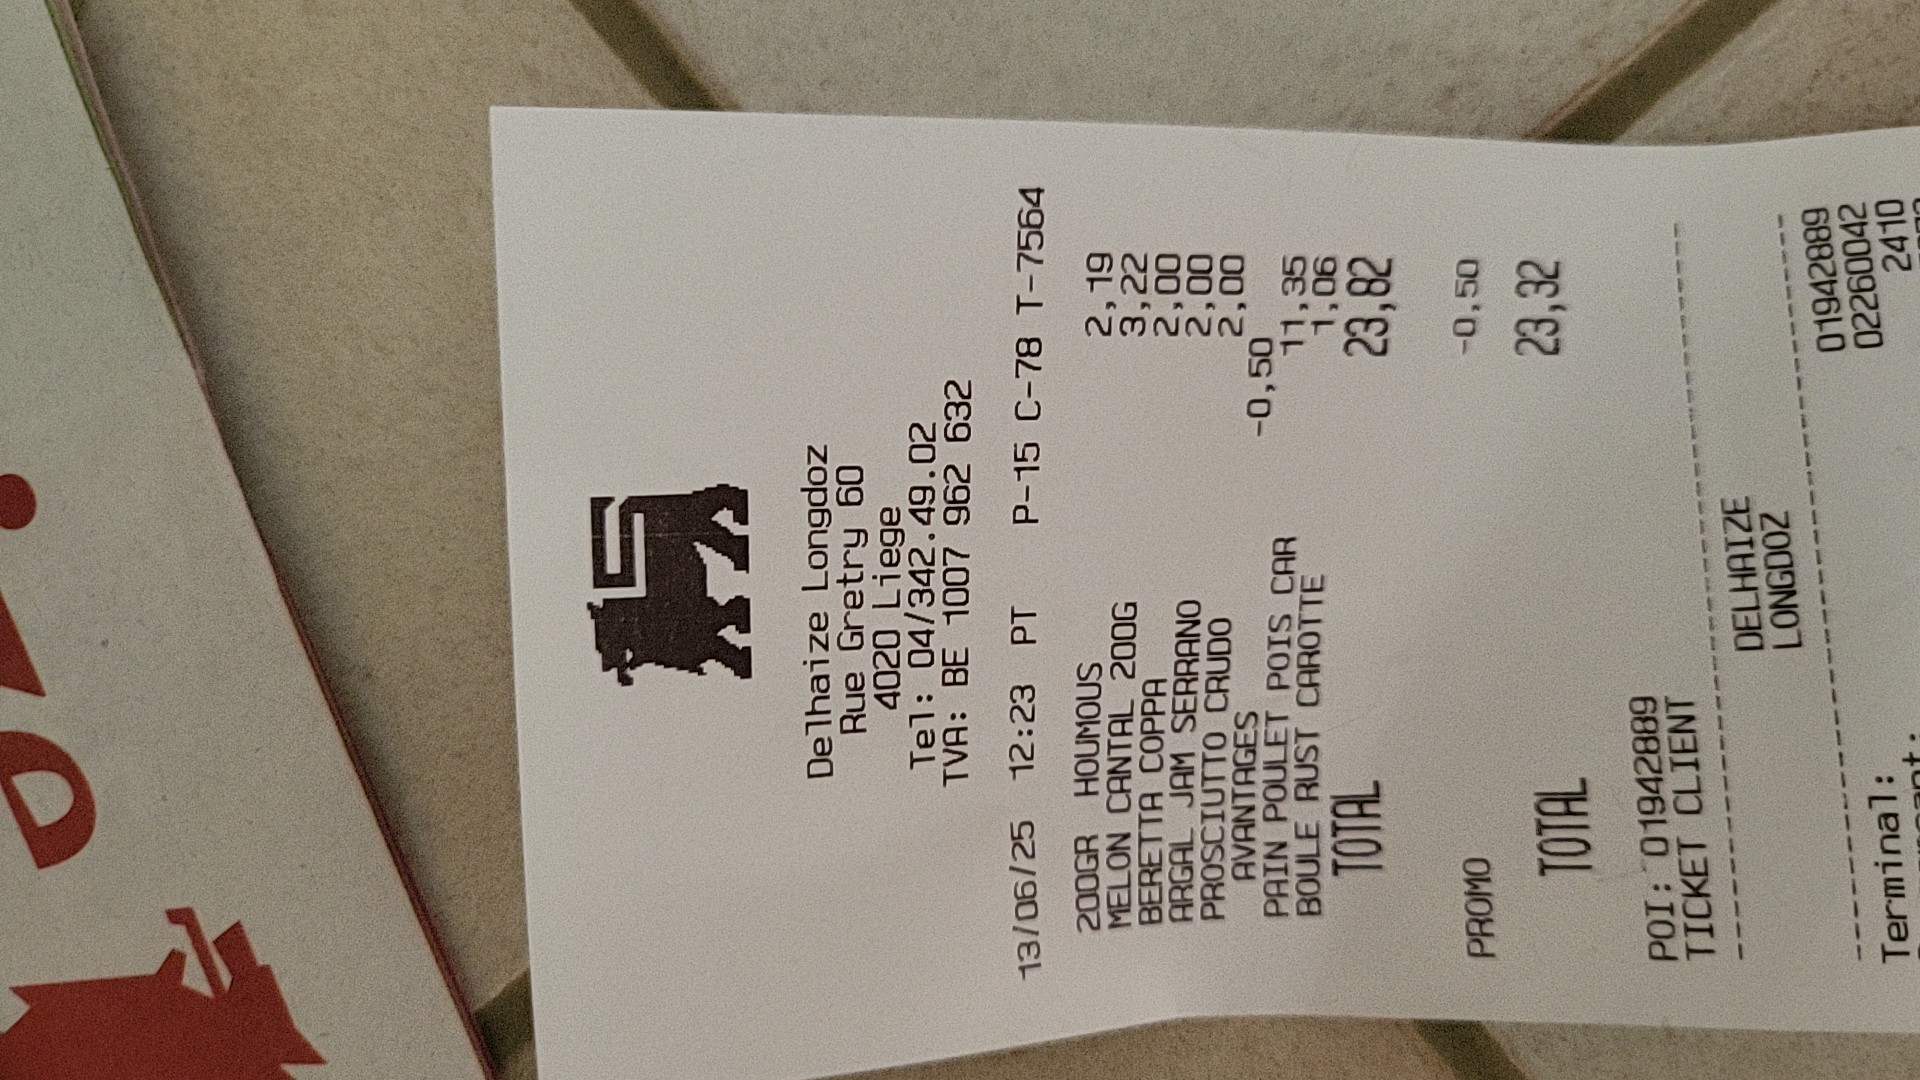 Delhaize Longdoz
Rue Gretry 60
4020 Liege
Tel: 04/342.49.02
TVA: BE 1007 962 632
13/06/25 12:23 PT P-15 C-78 T-7564
200GR HOUMOUS 2,19
MELON CANTAL 200G 3,22
BERETTA COPPA 2,00
ARGAL JAM SERRANO 2,00
PROSCIUTTO CRUDO 2,00
AVANTAGES -0,50
PAIN POULET POIS CAR 11,35
BOULE RUST CAROTTE 1,06
TOTAL 23,82
PROMO -0,50
TOTAL 23,32
POI: 01942889
TICKET CLIENT
DELHAIZE
LONGDOZ
Terminal: 01942889
02260042
2410